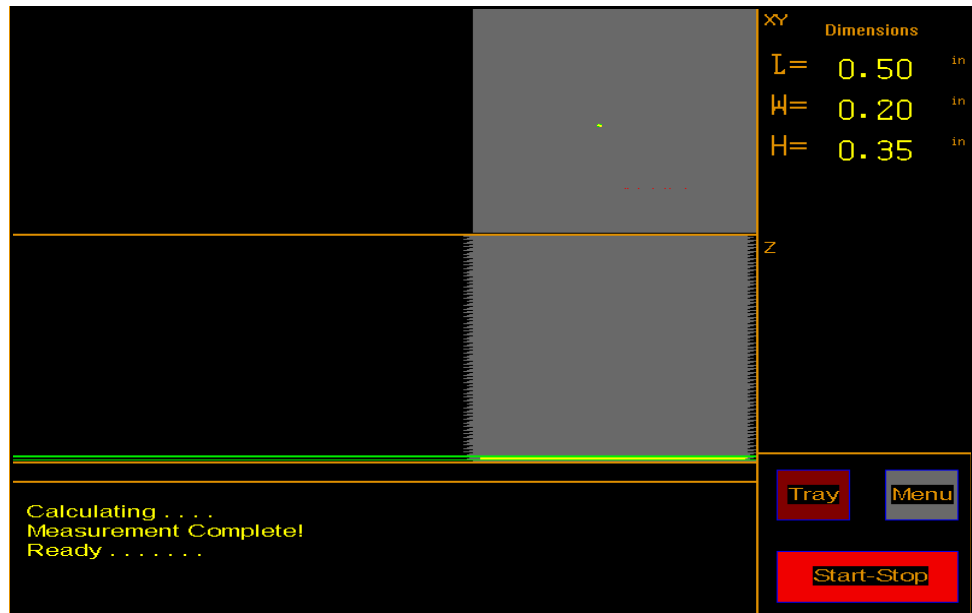 XY
Dimensions
L= 0.50 in
W= 0.20 in
H= 0.35 in
Z
Calculating . . . .
Measurement Complete!
Ready . . . . . . .
Tray
Menu
Start-Stop